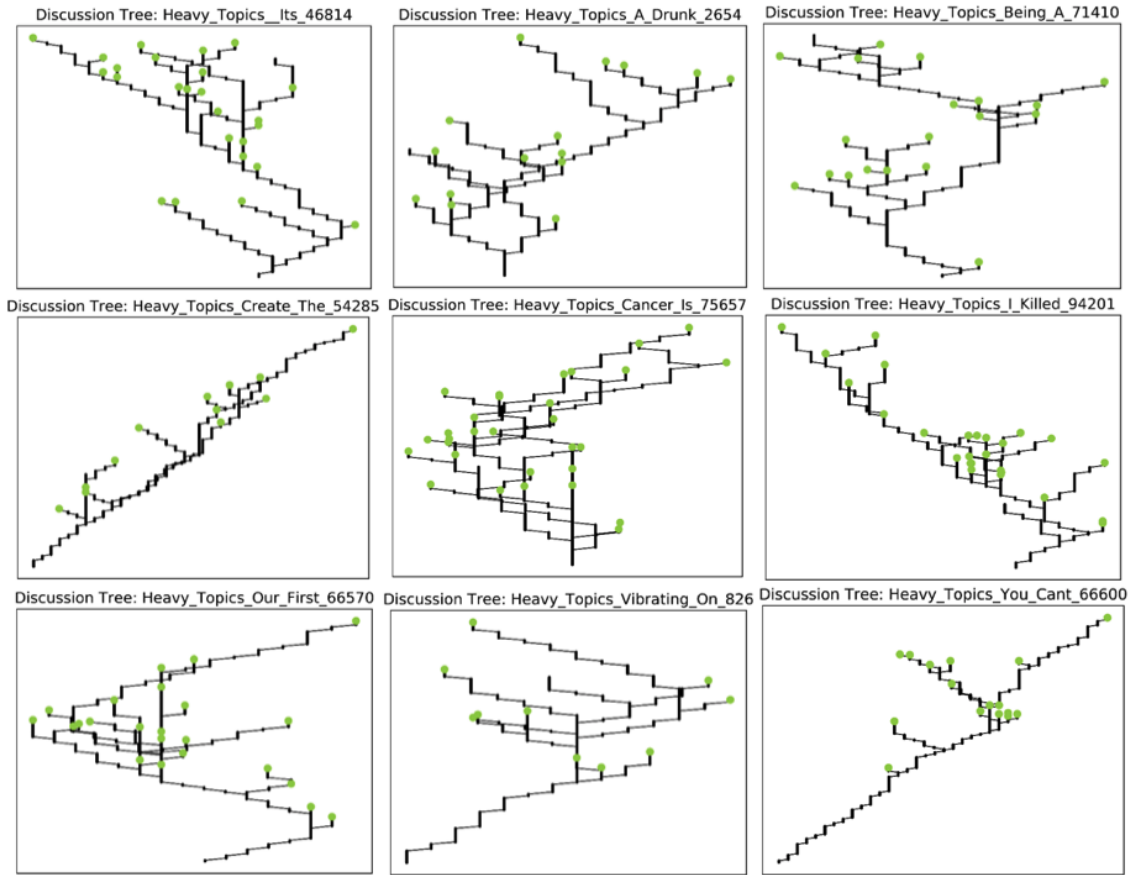 Discussion Tree: Heavy_Topics__Its_46814
Discussion Tree: Heavy_Topics_A_Drunk_2654
Discussion Tree: Heavy_Topics_Being_A_71410
Discussion Tree: Heavy_Topics_Create_The_54285
Discussion Tree: Heavy_Topics_Cancer_Is_75657
Discussion Tree: Heavy_Topics_I_Killed_94201
Discussion Tree: Heavy_Topics_Our_First_66570
Discussion Tree: Heavy_Topics_Vibrating_On_826
Discussion Tree: Heavy_Topics_You_Cant_66600